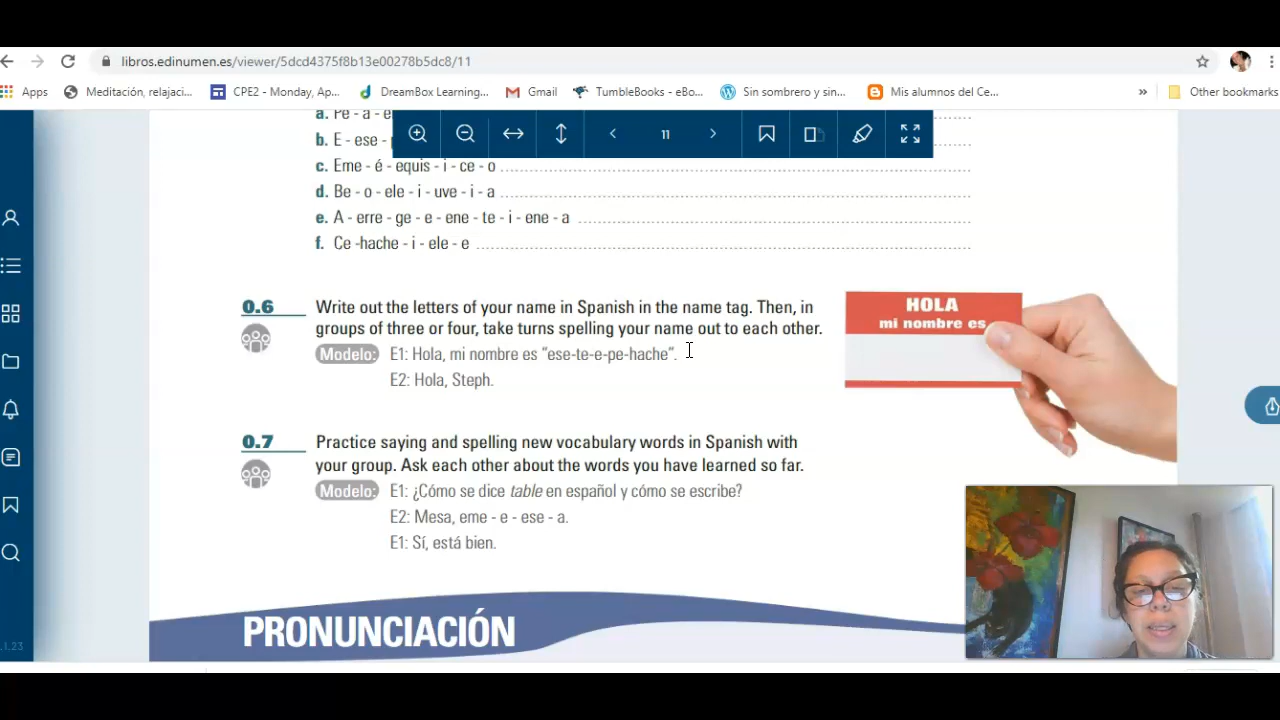 libros.edinumen.es/viewer/5dcd4375f8b13e00278b5dc8/11
Apps Meditación, relajaci... CPE2 - Monday, Ap... DreamBox Learning... Gmail TumbleBooks - eBo... Sin sombrero y sin... Mis alumnos del Ce... » Other bookmarks
11
a. Pe - a - e
b. E - ese -
c. Eme - é - equis - i - ce - o
d. Be - o - ele - i - uve - i - a
e. A - erre - ge - e - ene - te - i - ene - a
f. Ce -hache - i - ele - e
0.6 Write out the letters of your name in Spanish in the name tag. Then, in
groups of three or four, take turns spelling your name out to each other.
Modelo: E1: Hola, mi nombre es “ese-te-e-pe-hache”.
E2: Hola, Steph.
HOLA
mi nombre es
0.7 Practice saying and spelling new vocabulary words in Spanish with
your group. Ask each other about the words you have learned so far.
Modelo: E1: ¿Cómo se dice table en español y cómo se escribe?
E2: Mesa, eme - e - ese - a.
E1: Sí, está bien.
PRONUNCIACIÓN